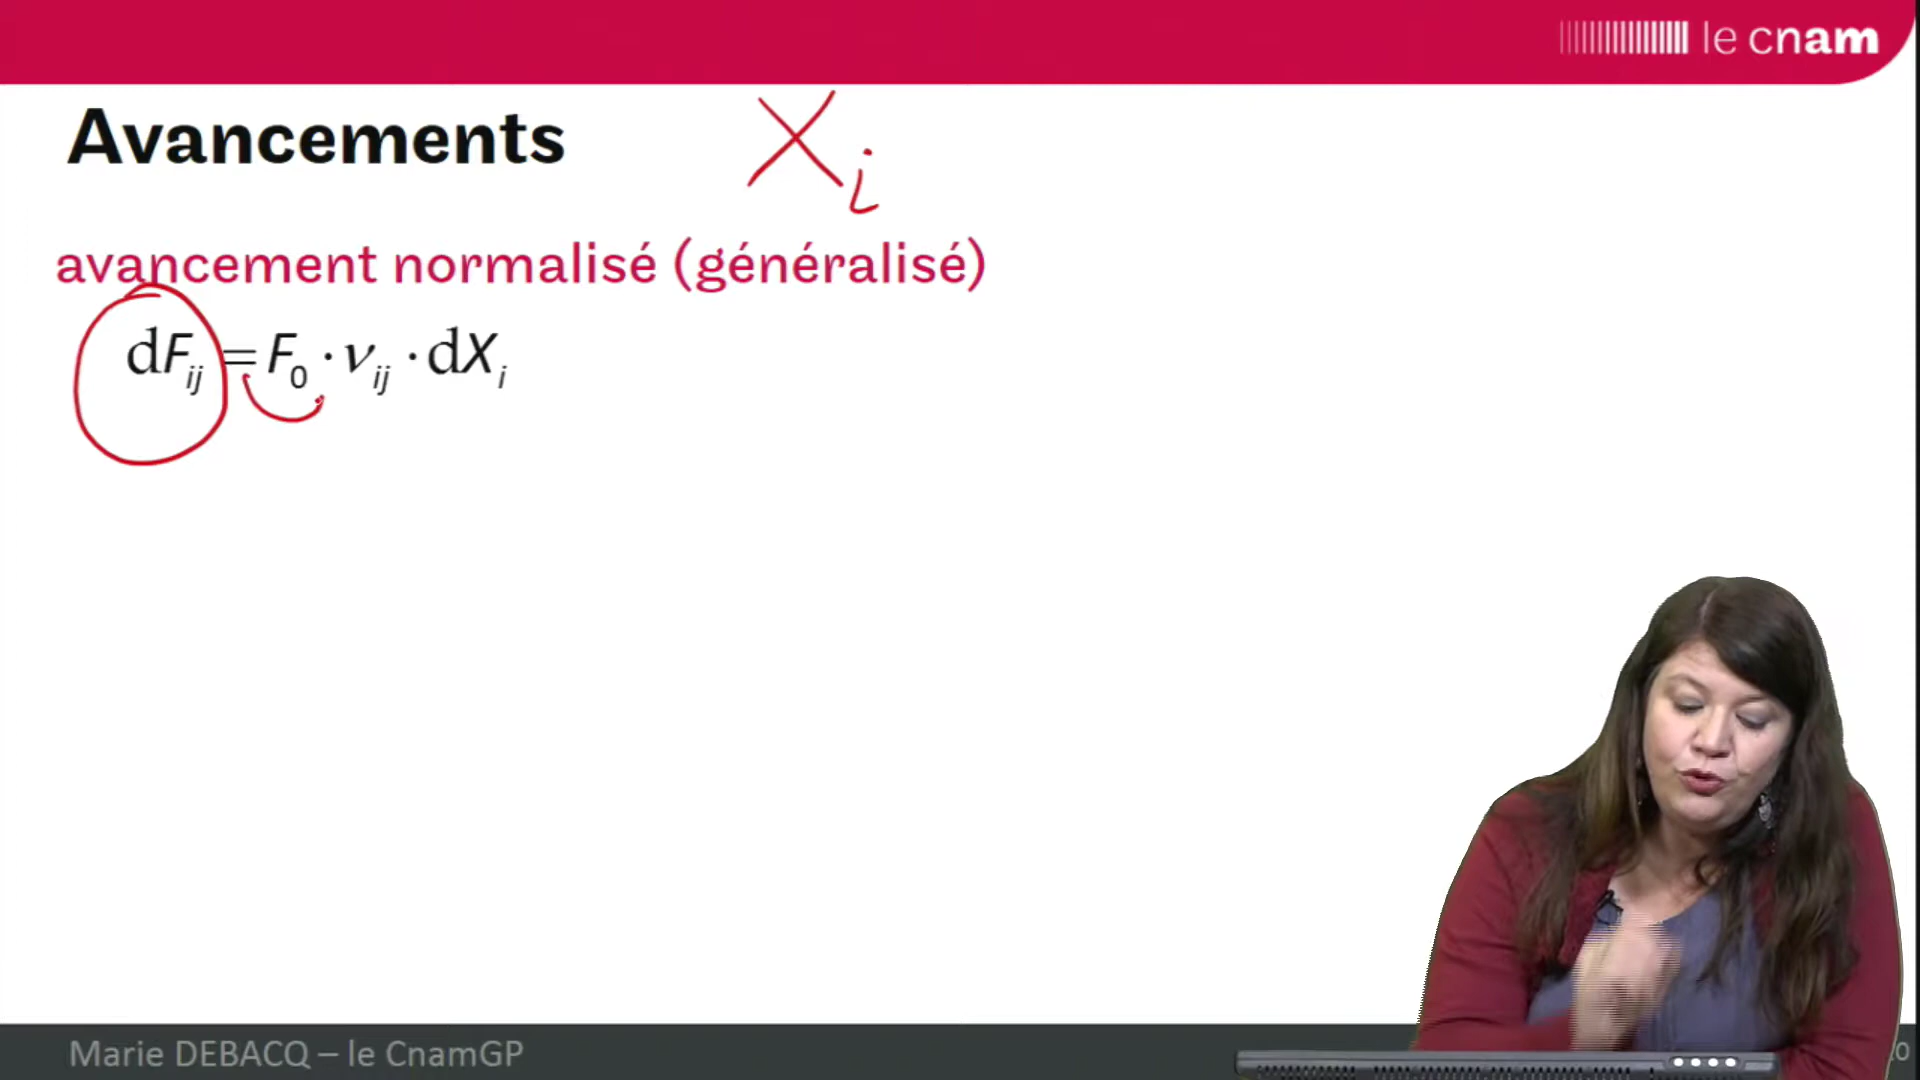 le cnam
Avancements
X_i
avancement normalisé (généralisé)
dF_ij = F_0 · ν_ij · dX_i
Marie DEBACQ – le CnamGP